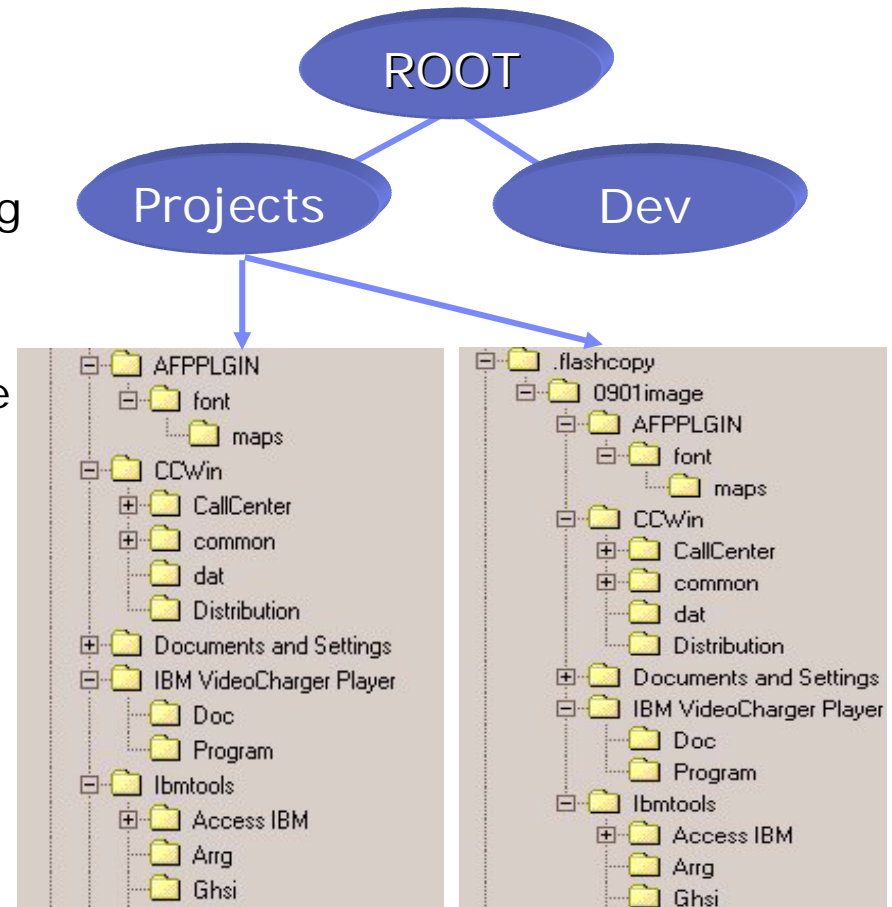 ROOT
Projects
Dev
g
e
AFPPLGIN
font
maps
CCWin
CallCenter
common
dat
Distribution
Documents and Settings
IBM VideoCharger Player
Doc
Program
Ibmtools
Access IBM
Arrg
Ghsi
.flashcopy
0901image
AFPPLGIN
font
maps
CCWin
CallCenter
common
dat
Distribution
Documents and Settings
IBM VideoCharger Player
Doc
Program
Ibmtools
Access IBM
Arrg
Ghsi